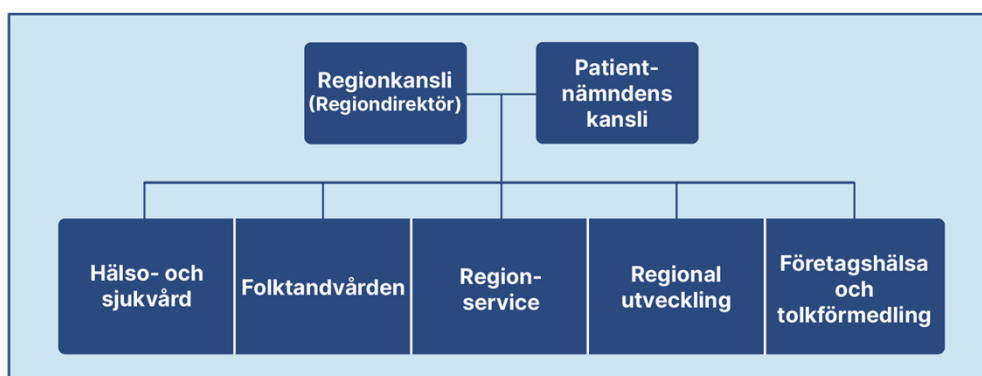 Regionkansli
(Regiondirektör)
Patient-
nämndens
kansli
Hälso- och
sjukvård
Folktandvården
Region-
service
Regional
utveckling
Företagshälsa
och
tolkförmedling